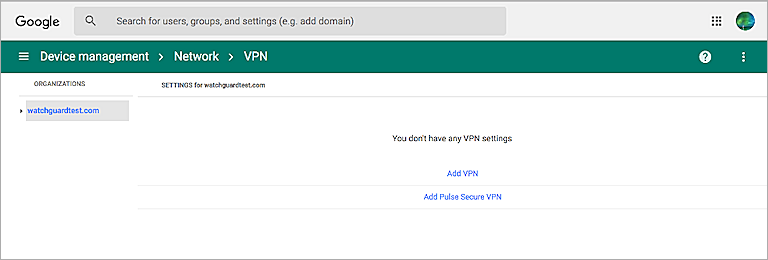 Google
Search for users, groups, and settings (e.g. add domain)
Device management > Network > VPN
?
ORGANIZATIONS
watchguardtest.com
SETTINGS for watchguardtest.com
You don't have any VPN settings
Add VPN
Add Pulse Secure VPN